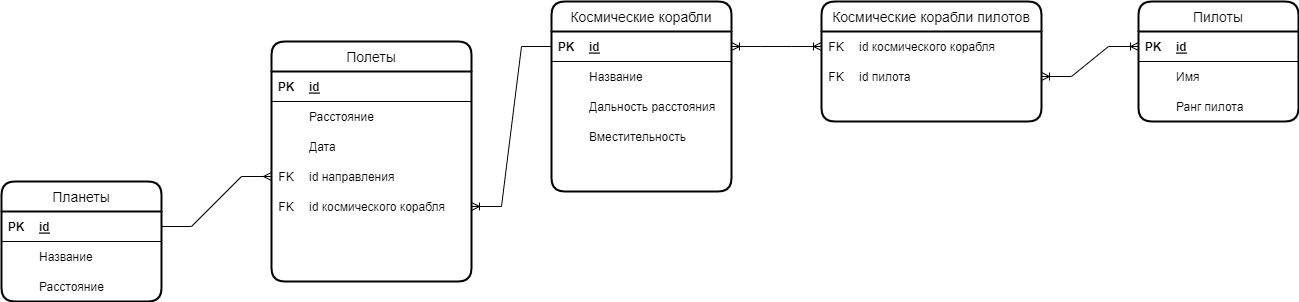 Планеты
PK id
Название
Расстояние
Полеты
PK id
Расстояние
Дата
FK id направления
FK id космического корабля
Космические корабли
PK id
Название
Дальность расстояния
Вместительность
Космические корабли пилотов
FK id космического корабля
FK id пилота
Пилоты
PK id
Имя
Ранг пилота